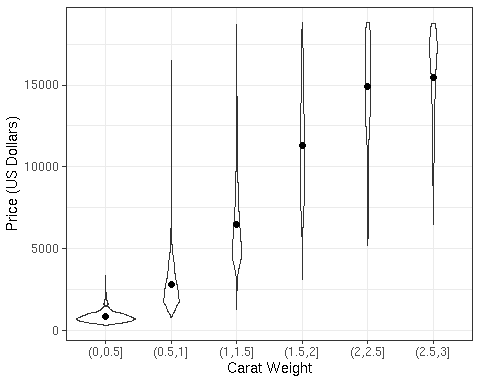 Price (US Dollars)
15000
10000
5000
0
(0,0.5] (0.5,1] (1,1.5] (1.5,2] (2,2.5] (2.5,3]
Carat Weight